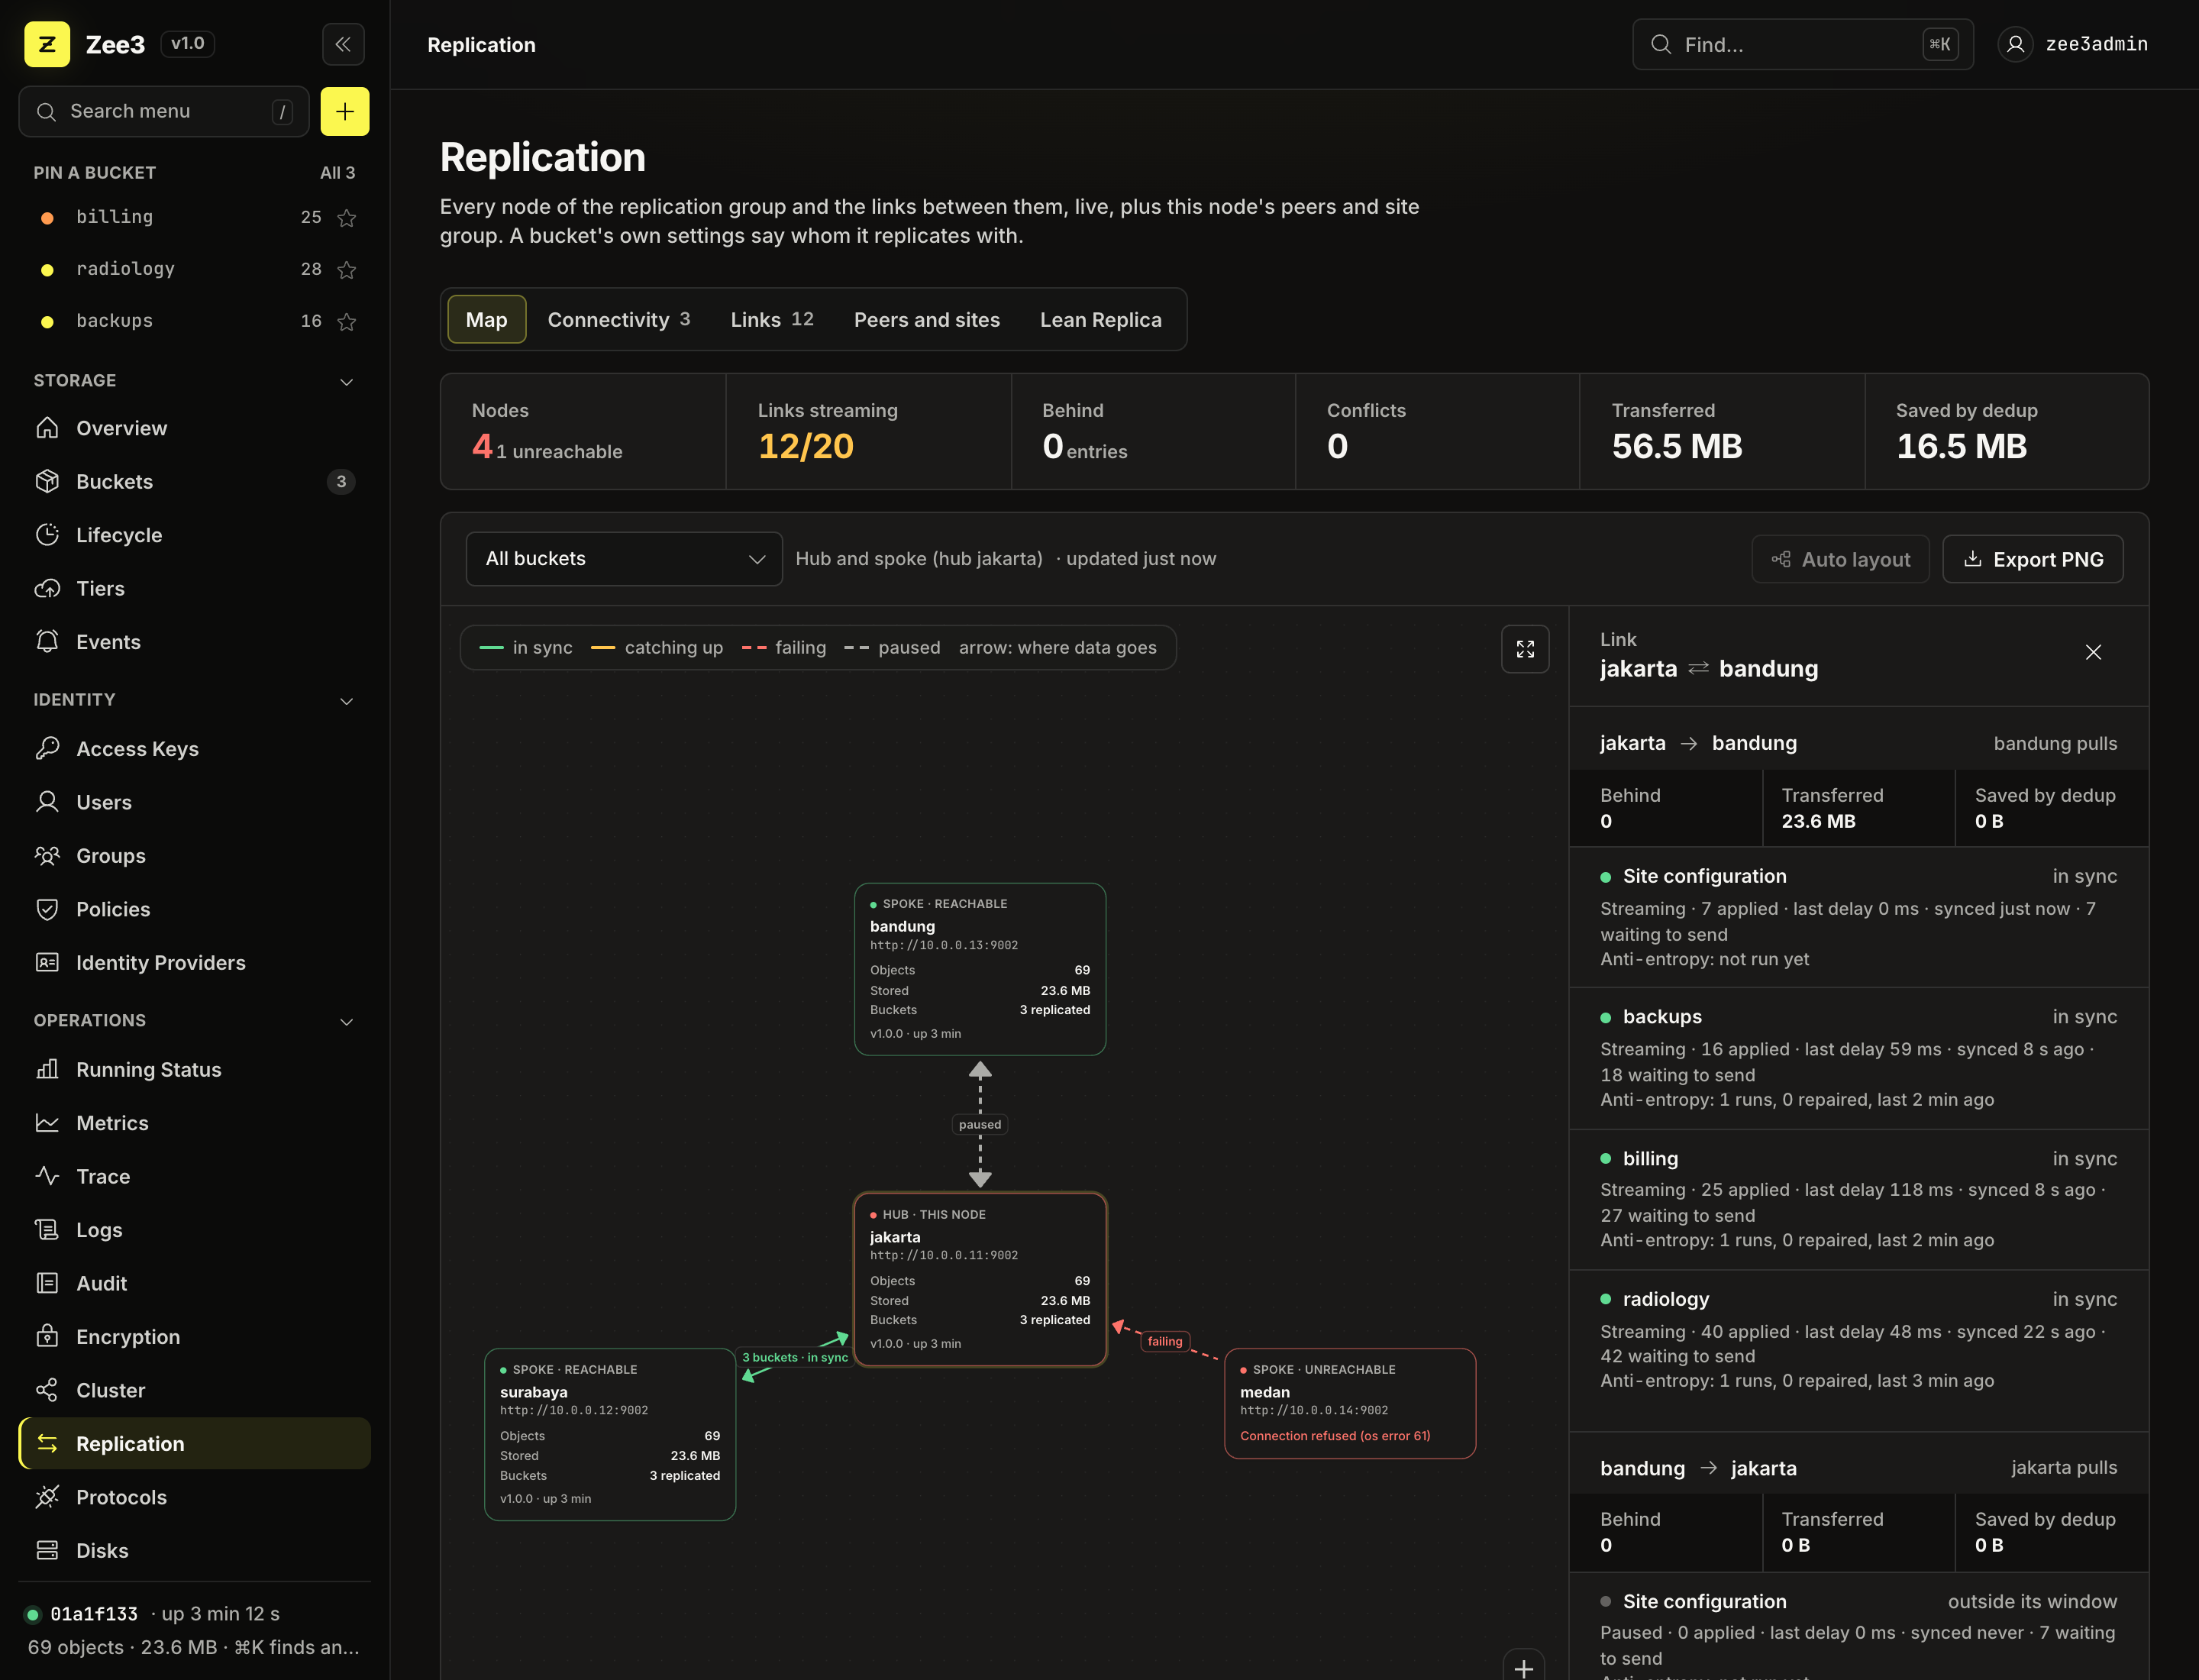 Zee3 v1.0
Search menu /
PIN A BUCKET All 3
billing 25
radiology 28
backups 16
STORAGE
Overview
Buckets 3
Lifecycle
Tiers
Events
IDENTITY
Access Keys
Users
Groups
Policies
Identity Providers
OPERATIONS
Running Status
Metrics
Trace
Logs
Audit
Encryption
Cluster
Replication
Protocols
Disks
01a1f133 · up 3 min 12 s
69 objects · 23.6 MB · ⌘K finds an...
Replication
Find... ⌘K
zee3admin
Replication
Every node of the replication group and the links between them, live, plus this node's peers and site
group. A bucket's own settings say whom it replicates with.
Map Connectivity 3 Links 12 Peers and sites Lean Replica
Nodes
4 1 unreachable
Links streaming
12/20
Behind
0 entries
Conflicts
0
Transferred
56.5 MB
Saved by dedup
16.5 MB
All buckets Hub and spoke (hub jakarta) · updated just now
Auto layout Export PNG
in sync catching up failing paused arrow: where data goes
SPOKE · REACHABLE
bandung
http://10.0.0.13:9002
Objects 69
Stored 23.6 MB
Buckets 3 replicated
v1.0.0 · up 3 min
paused
HUB · THIS NODE
jakarta
http://10.0.0.11:9002
Objects 69
Stored 23.6 MB
Buckets 3 replicated
v1.0.0 · up 3 min
3 buckets · in sync
failing
SPOKE · REACHABLE
surabaya
http://10.0.0.12:9002
Objects 69
Stored 23.6 MB
Buckets 3 replicated
v1.0.0 · up 3 min
SPOKE · UNREACHABLE
medan
http://10.0.0.14:9002
Connection refused (os error 61)
Link
jakarta ⇄ bandung
jakarta → bandung bandung pulls
Behind
0
Transferred
23.6 MB
Saved by dedup
0 B
Site configuration in sync
Streaming · 7 applied · last delay 0 ms · synced just now · 7
waiting to send
Anti-entropy: not run yet
backups in sync
Streaming · 16 applied · last delay 59 ms · synced 8 s ago ·
18 waiting to send
Anti-entropy: 1 runs, 0 repaired, last 2 min ago
billing in sync
Streaming · 25 applied · last delay 118 ms · synced 8 s ago ·
27 waiting to send
Anti-entropy: 1 runs, 0 repaired, last 2 min ago
radiology in sync
Streaming · 40 applied · last delay 48 ms · synced 22 s ago ·
42 waiting to send
Anti-entropy: 1 runs, 0 repaired, last 3 min ago
bandung → jakarta jakarta pulls
Behind
0
Transferred
0 B
Saved by dedup
0 B
Site configuration outside its window
Paused · 0 applied · last delay 0 ms · synced never · 7 waiting
to send